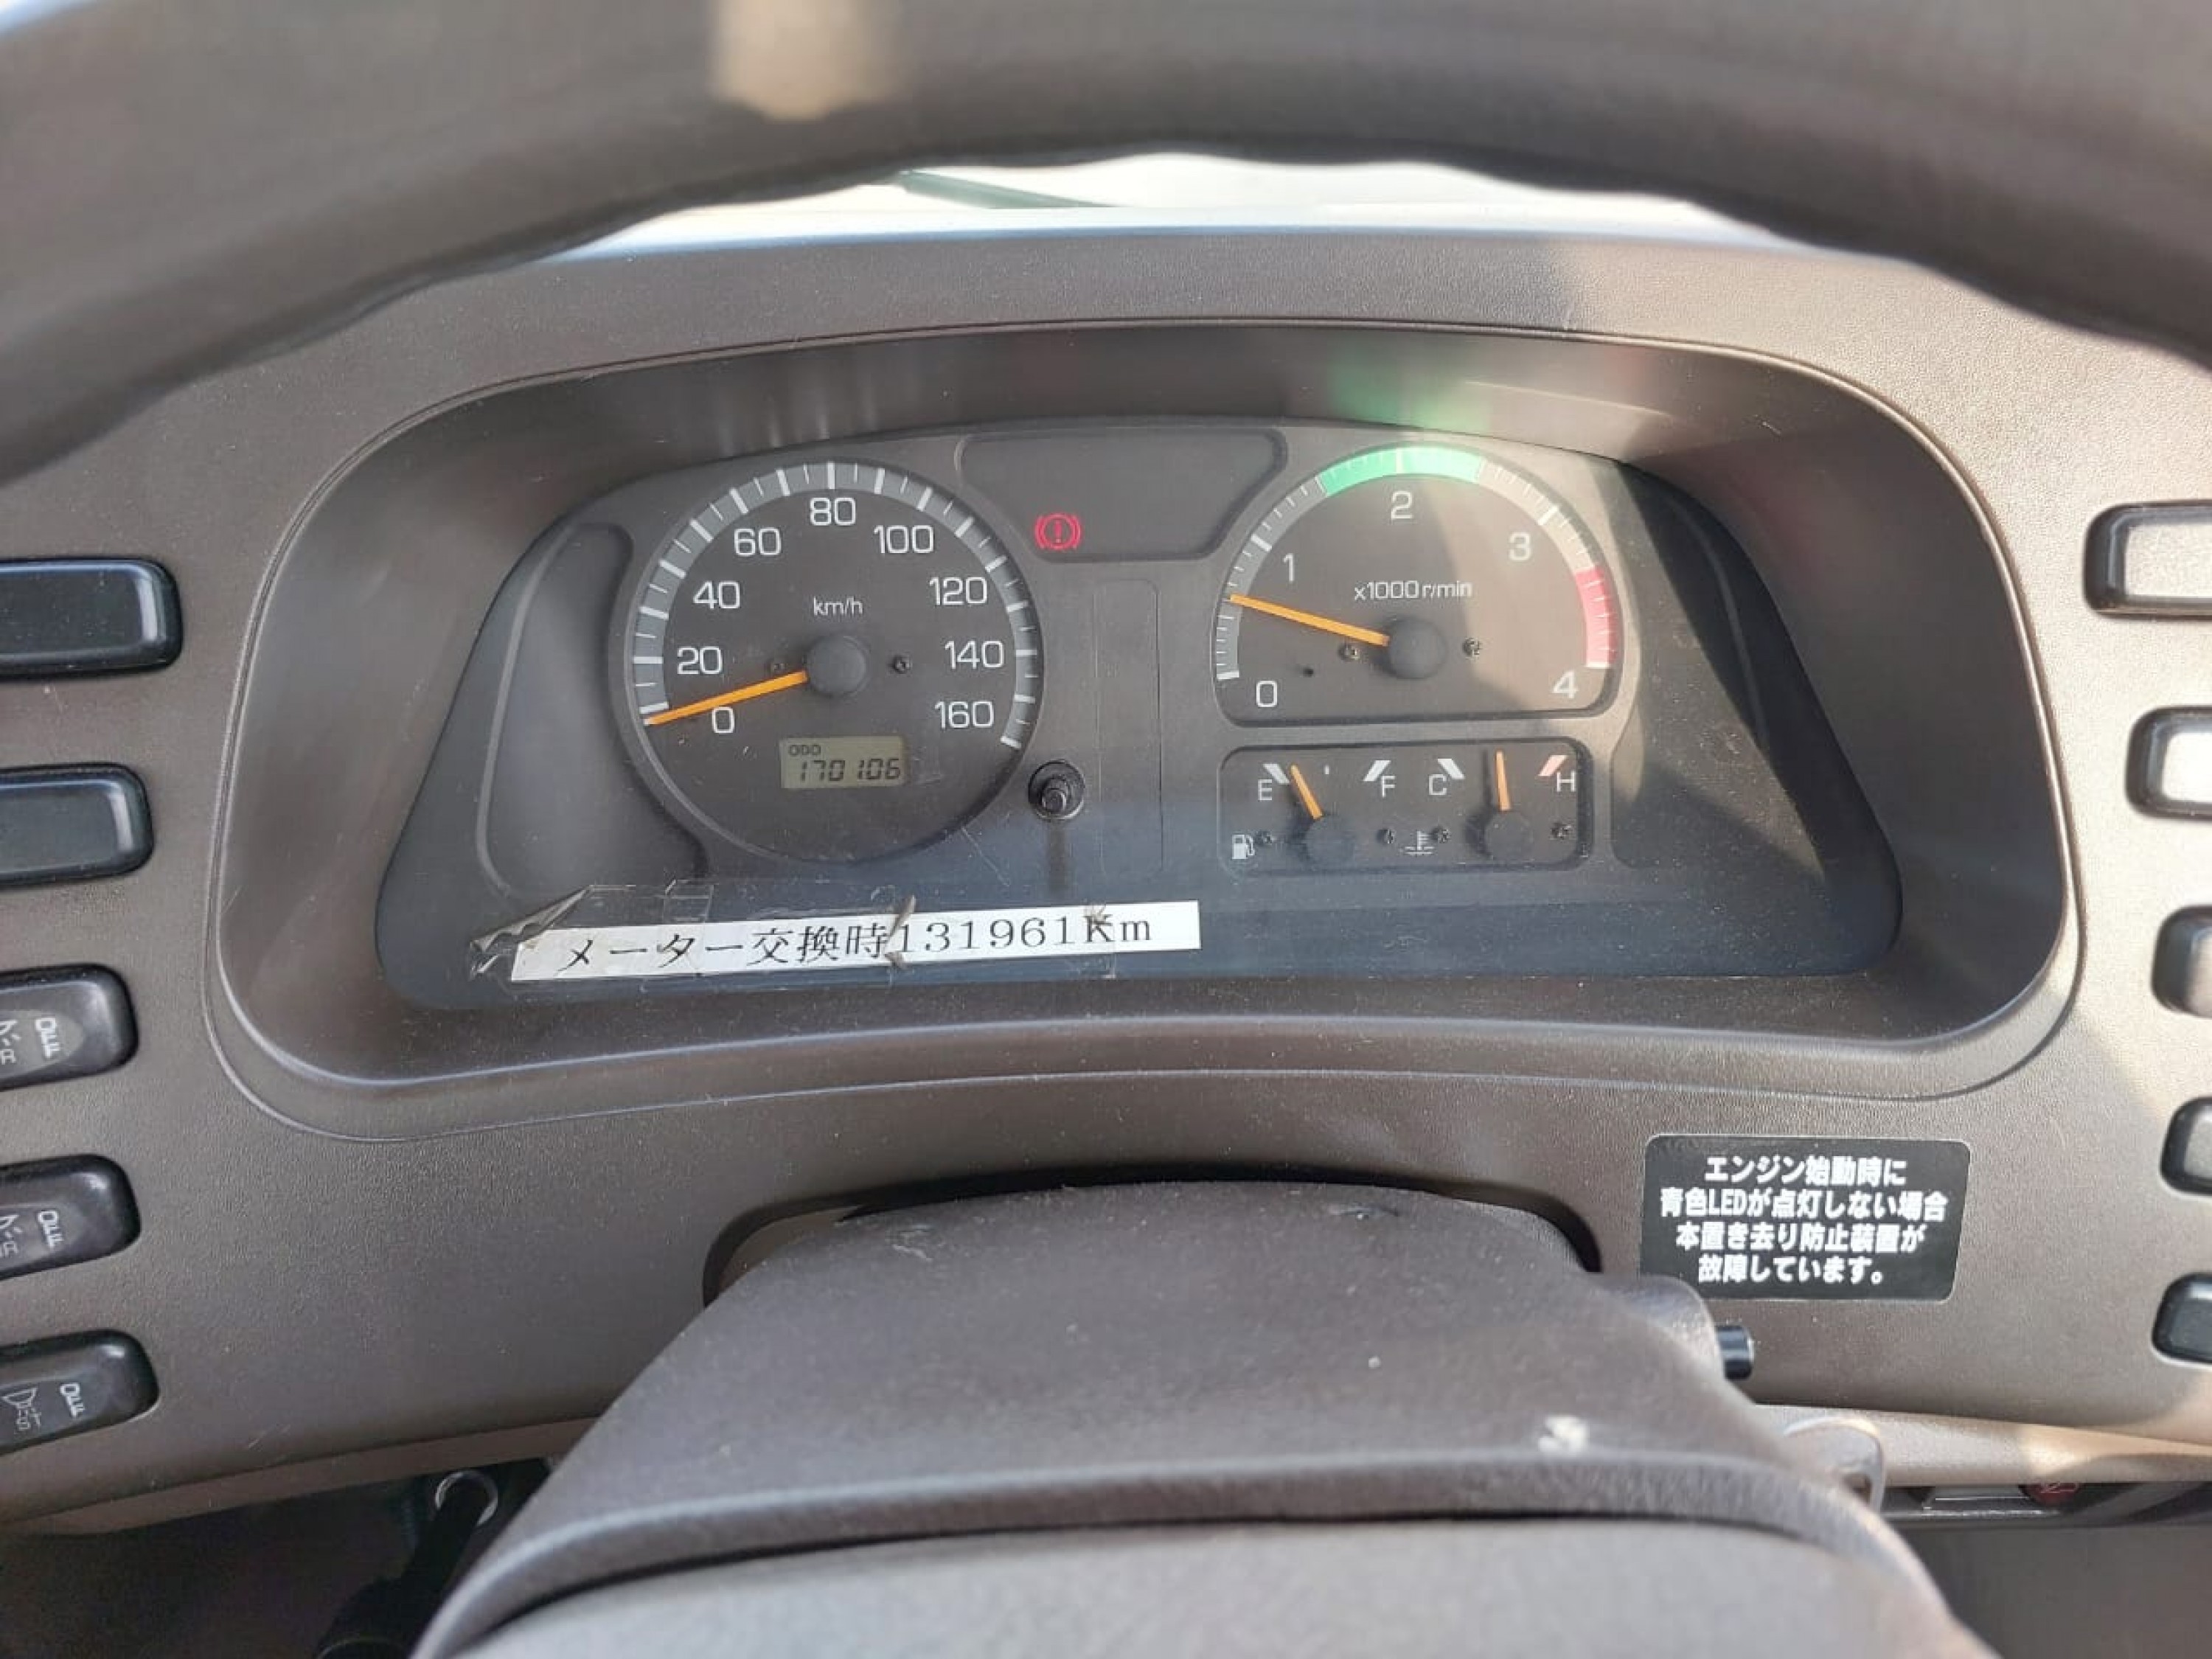 0
20
40
60
80
100
120
140
160
km/h
ODO
170106
0
1
2
3
4
x1000 r/min
E
F
C
H
メーター交換時131961Km
エンジン始動時に
青色LEDが点灯しない場合
本置き去り防止装置が
故障しています。